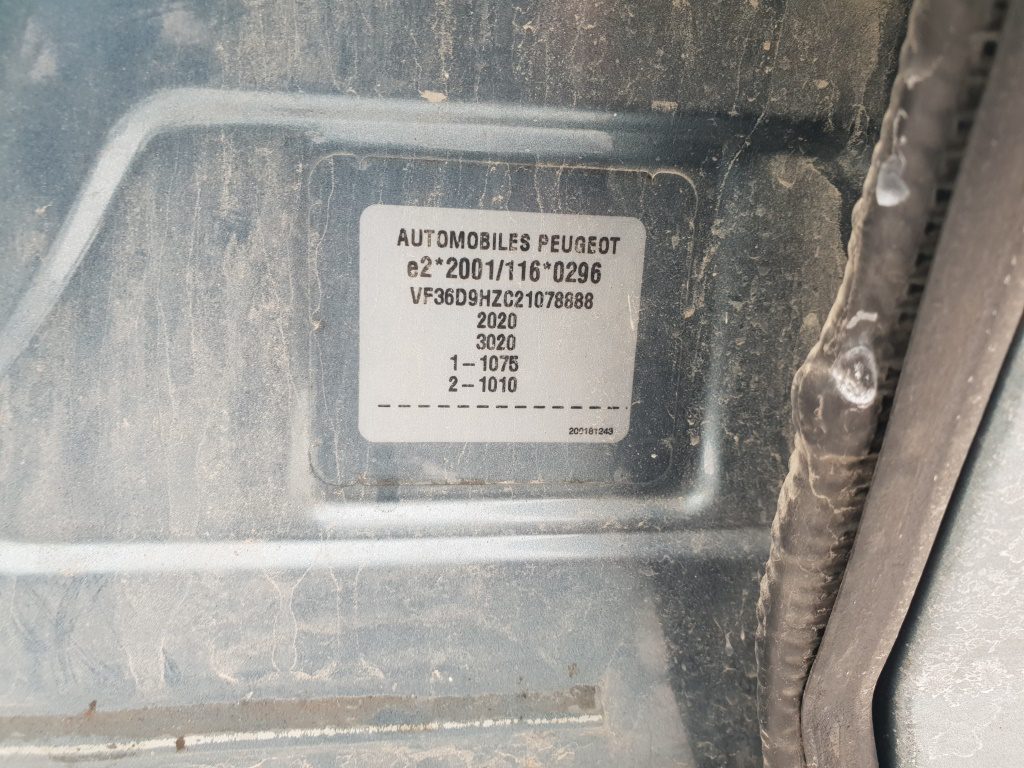 AUTOMOBILES PEUGEOT
e2*2001/116*0296
VF36D9HZC21078888
2020
3020
1-1075
2-1010
200181243